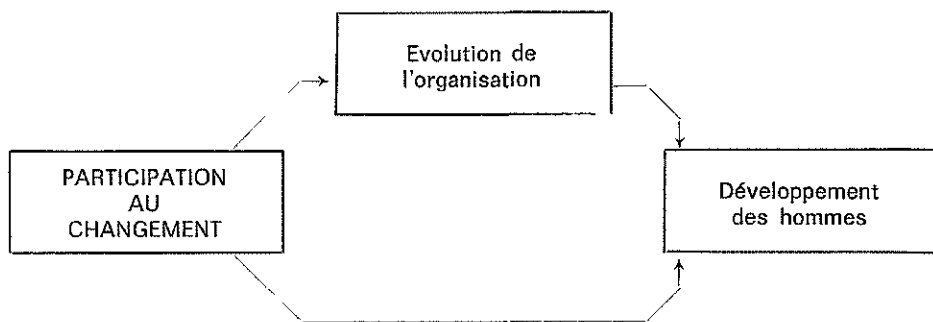 Evolution de
l'organisation
PARTICIPATION
AU
CHANGEMENT
Développement
des hommes